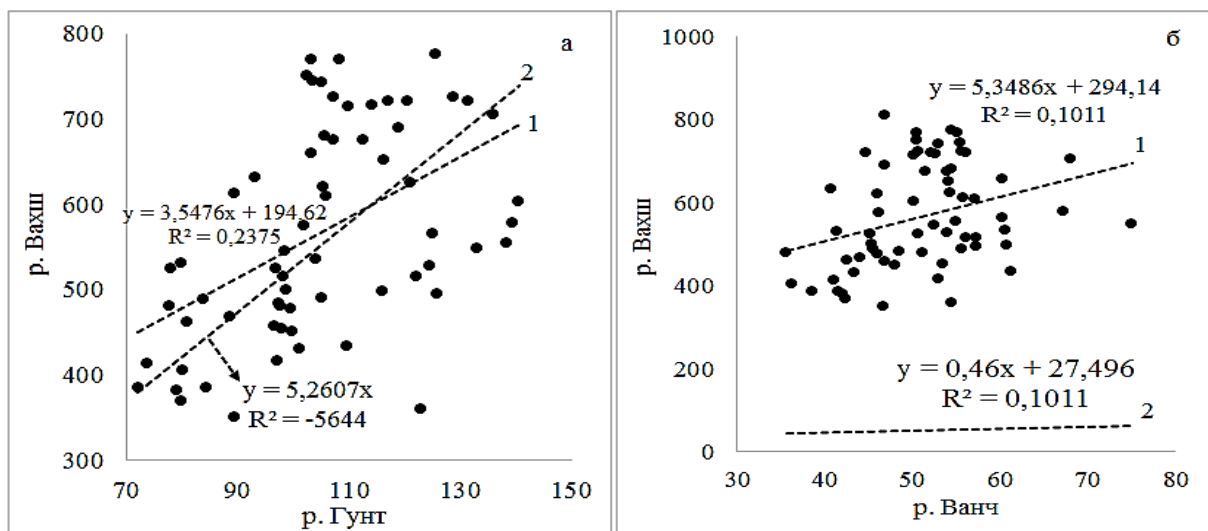 а
800
700
600
500
400
300
р. Вахш
2
1
y = 3,5476x + 194,62
R² = 0,2375
y = 5,2607x
R² = -5644
70 90 110 130 150
р. Гунт
б
1000
800
600
400
200
0
р. Вахш
y = 5,3486x + 294,14
R² = 0,1011
1
y = 0,46x + 27,496
R² = 0,1011
2
30 40 50 60 70 80
р. Ванч